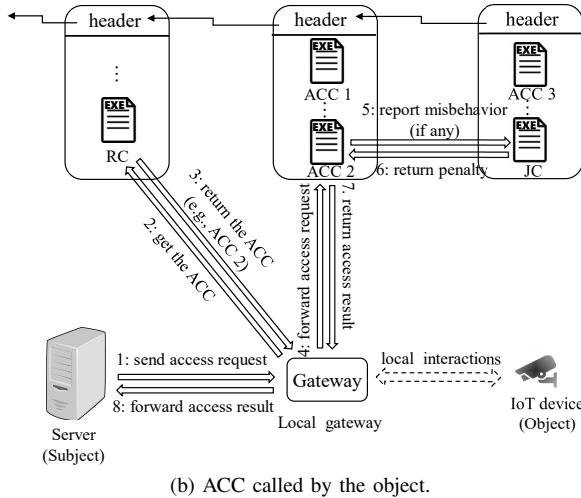 header
header
header
⋮
EXE
RC
EXE
ACC 1
⋮
EXE
ACC 2
EXE
ACC 3
⋮
EXE
JC
5: report misbehavior
(if any)
6: return penalty
3: return the ACC
(e.g., ACC 2)
2: get the ACC
4: forward access request
7. return access result
1: send access request
8: forward access result
Gateway
Local gateway
local interactions
Server
(Subject)
IoT device
(Object)
(b) ACC called by the object.